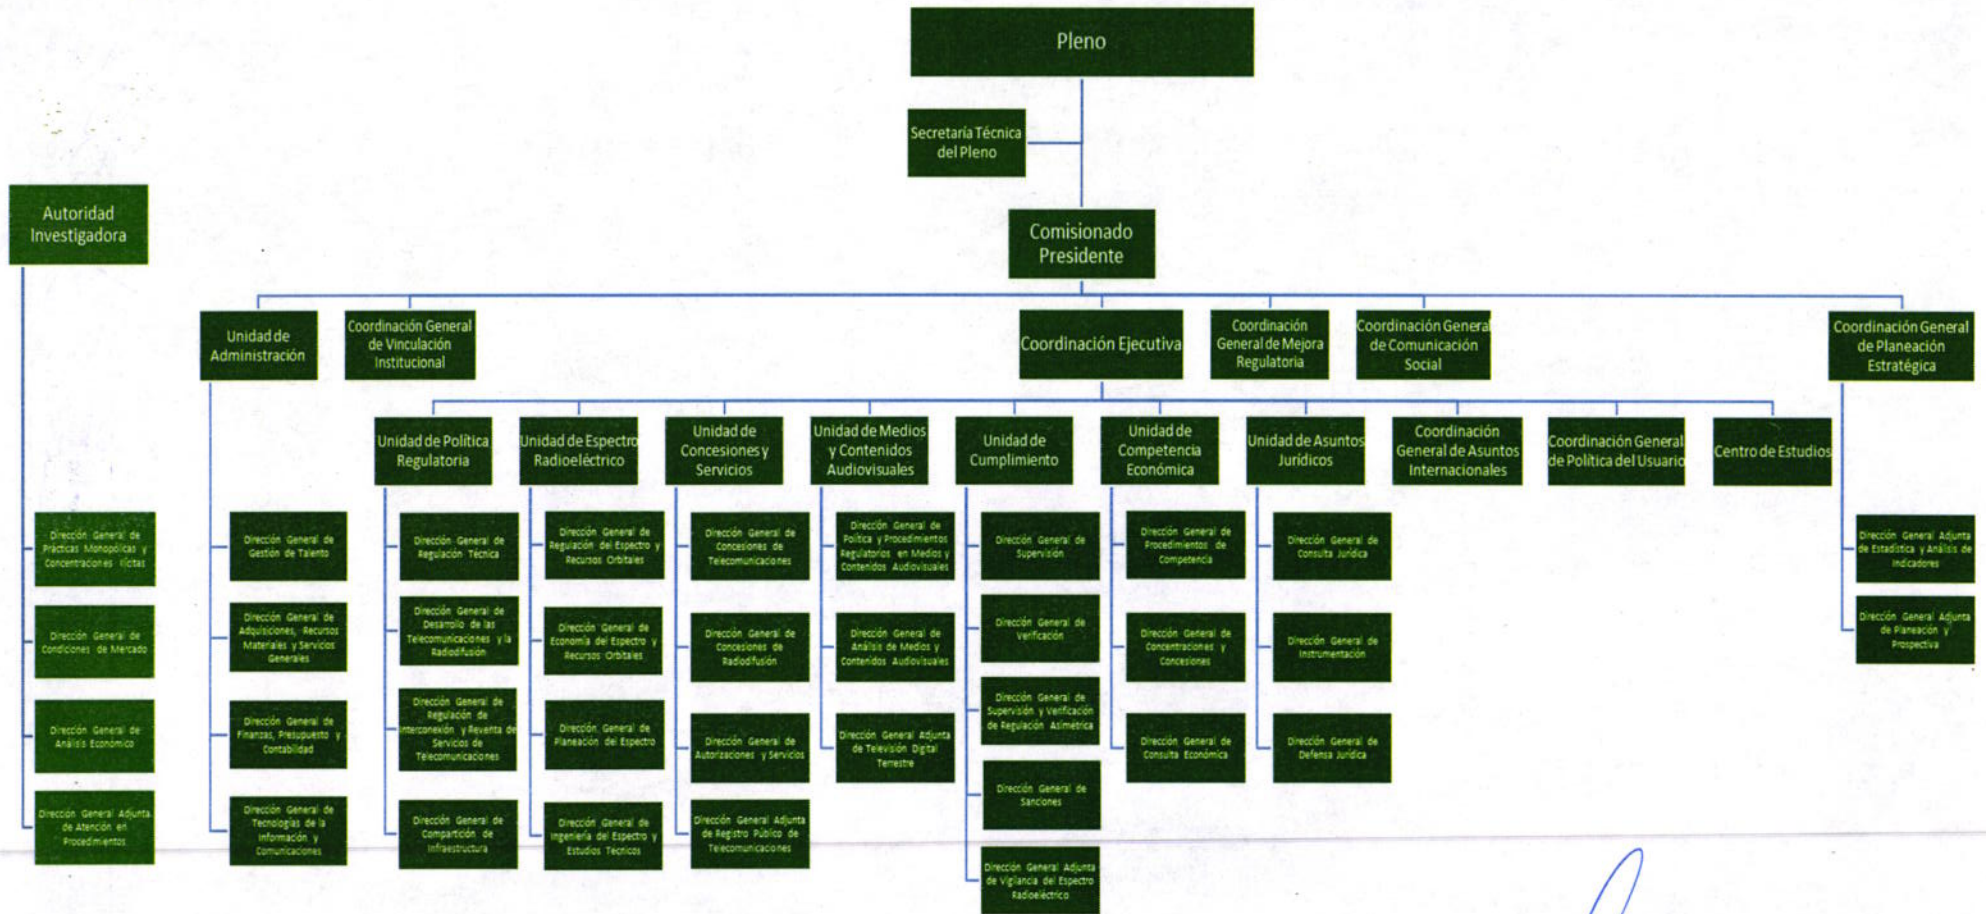 Pleno
Secretaría Técnica
del Pleno
Autoridad
Investigadora
Comisionado
Presidente
Unidad de
Administración
Coordinación General
de Vinculación
Institucional
Coordinación Ejecutiva
Coordinación
General de Mejora
Regulatoria
Coordinación General
de Comunicación
Social
Coordinación General
de Planeación
Estratégica
Unidad de Política
Regulatoria
Unidad de Espectro
Radioeléctrico
Unidad de
Concesiones y
Servicios
Unidad de Medios
y Contenidos
Audiovisuales
Unidad de
Cumplimiento
Unidad de
Competencia
Económica
Unidad de Asuntos
Jurídicos
Coordinación
General de Asuntos
Internacionales
Coordinación General
de Política del Usuario
Centro de Estudios
Dirección General de
Prácticas Monopólicas y
Concentraciones Ilícitas
Dirección General de
Condiciones de Mercado
Dirección General de
Análisis Económico
Dirección General Adjunta
de Atención en
Procedimientos
Dirección General de
Gestión de Talento
Dirección General de
Adquisiciones, Recursos
Materiales y Servicios
Generales
Dirección General de
Finanzas, Presupuesto y
Contabilidad
Dirección General de
Tecnologías de la
Información y
Comunicaciones
Dirección General de
Regulación Técnica
Dirección General de
Desarrollo de las
Telecomunicaciones y la
Radiodifusión
Dirección General de
Regulación de
Interconexión y Reventa de
Servicios de
Telecomunicaciones
Dirección General de
Compartición de
Infraestructura
Dirección General de
Regulación del Espectro y
Recursos Orbitales
Dirección General de
Economía del Espectro y
Recursos Orbitales
Dirección General de
Planeación del Espectro
Dirección General de
Ingeniería del Espectro y
Estudios Técnicos
Dirección General de
Concesiones de
Telecomunicaciones
Dirección General de
Concesiones de
Radiodifusión
Dirección General de
Autorizaciones y Servicios
Dirección General Adjunta
de Registro Público de
Telecomunicaciones
Dirección General de
Política y Procedimientos
Regulatorios en Medios y
Contenidos Audiovisuales
Dirección General de
Análisis de Medios y
Contenidos Audiovisuales
Dirección General Adjunta
de Televisión Digital
Terrestre
Dirección General de
Supervisión
Dirección General de
Verificación
Dirección General de
Supervisión y Verificación
de Regulación Asimétrica
Dirección General de
Sanciones
Dirección General Adjunta
de Vigilancia del Espectro
Radioeléctrico
Dirección General de
Procedimientos de
Competencia
Dirección General de
Concentraciones y
Concesiones
Dirección General de
Consulta Económica
Dirección General de
Consulta Jurídica
Dirección General de
Instrumentación
Dirección General de
Defensa Jurídica
Dirección General Adjunta
de Estadística y Análisis de
Indicadores
Dirección General Adjunta
de Planeación y
Prospectiva